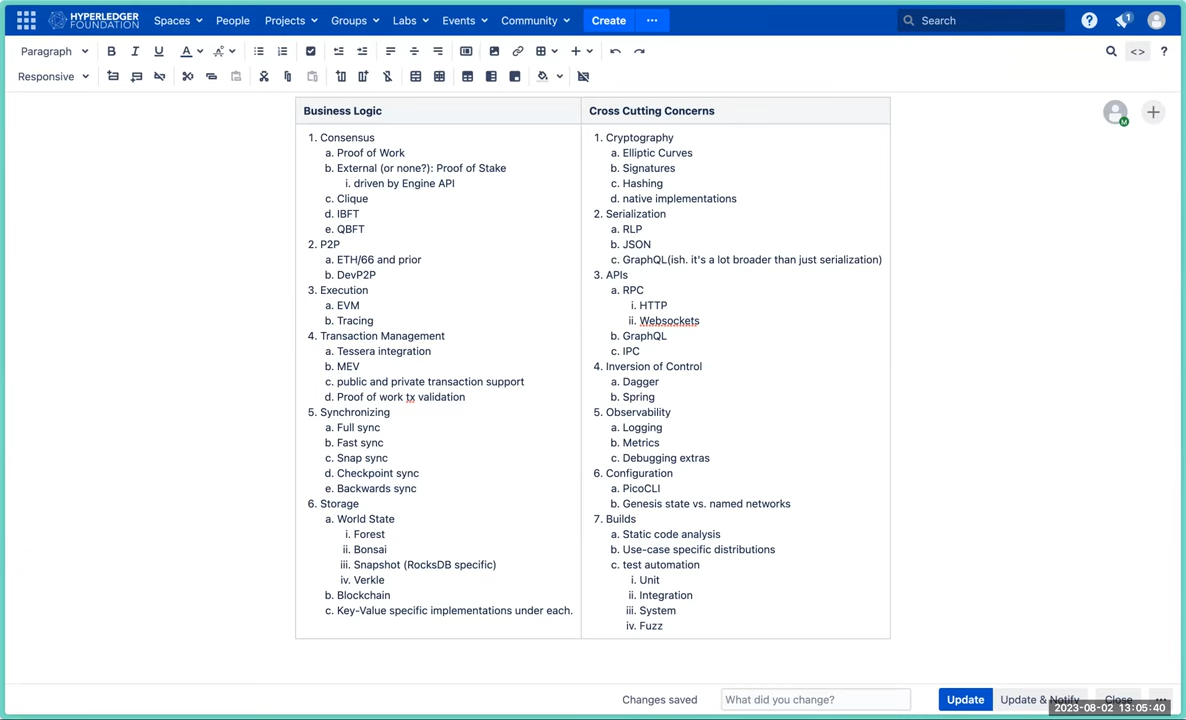 HYPERLEDGER FOUNDATION Spaces People Projects Groups Labs Events Community Create Search 1
Paragraph B I U A
Responsive
Business Logic
1. Consensus
a. Proof of Work
b. External (or none?): Proof of Stake
i. driven by Engine API
c. Clique
d. IBFT
e. QBFT
2. P2P
a. ETH/66 and prior
b. DevP2P
3. Execution
a. EVM
b. Tracing
4. Transaction Management
a. Tessera integration
b. MEV
c. public and private transaction support
d. Proof of work tx validation
5. Synchronizing
a. Full sync
b. Fast sync
c. Snap sync
d. Checkpoint sync
e. Backwards sync
6. Storage
a. World State
i. Forest
ii. Bonsai
iii. Snapshot (RocksDB specific)
iv. Verkle
b. Blockchain
c. Key-Value specific implementations under each.
Cross Cutting Concerns
1. Cryptography
a. Elliptic Curves
b. Signatures
c. Hashing
d. native implementations
2. Serialization
a. RLP
b. JSON
c. GraphQL(ish. it's a lot broader than just serialization)
3. APIs
a. RPC
i. HTTP
ii. Websockets
b. GraphQL
c. IPC
4. Inversion of Control
a. Dagger
b. Spring
5. Observability
a. Logging
b. Metrics
c. Debugging extras
6. Configuration
a. PicoCLI
b. Genesis state vs. named networks
7. Builds
a. Static code analysis
b. Use-case specific distributions
c. test automation
i. Unit
ii. Integration
iii. System
iv. Fuzz
M
Changes saved What did you change? Update Update & Notify Close
2023-08-02 13:05:40